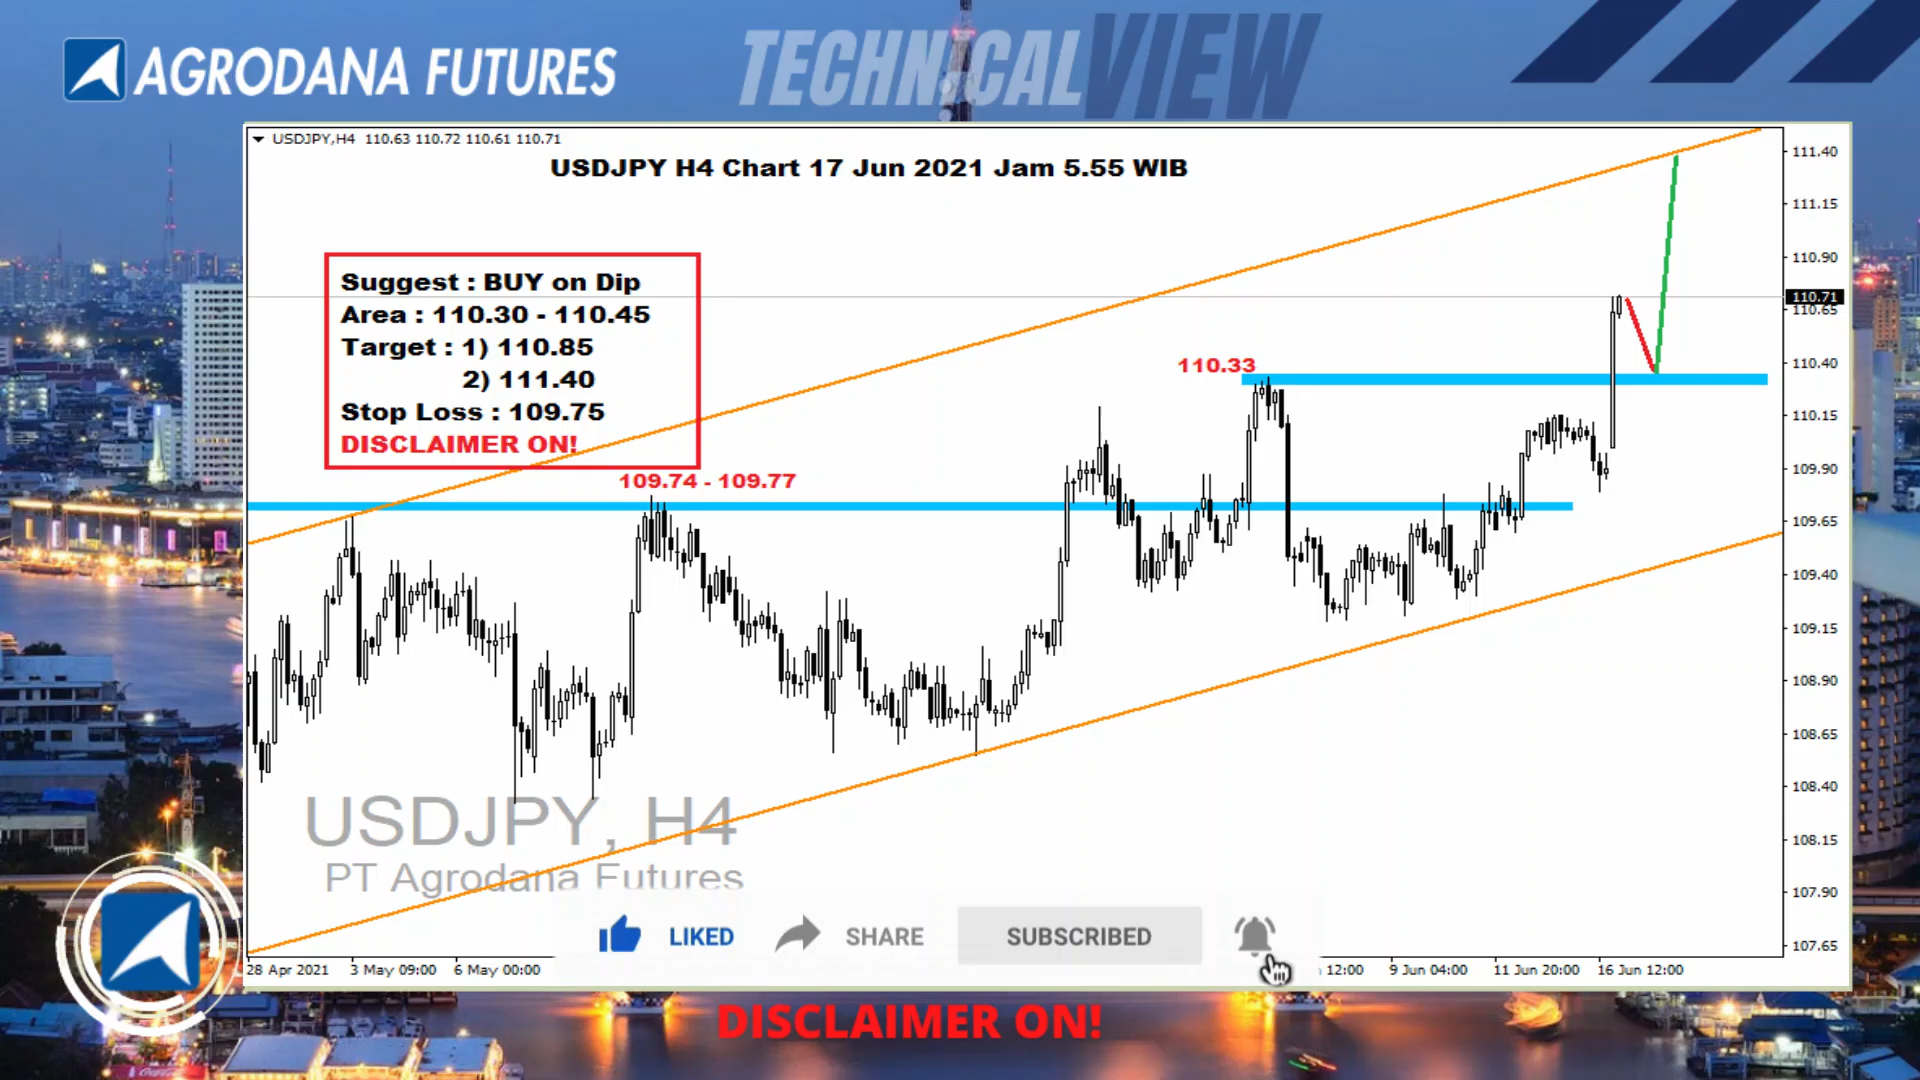 AGRODANA FUTURES
TECHNICAL VIEW
USDJPY,H4 110.63 110.72 110.61 110.71
USDJPY H4 Chart 17 Jun 2021 Jam 5.55 WIB
Suggest : BUY on Dip
Area : 110.30 - 110.45
Target : 1) 110.85
2) 111.40
Stop Loss : 109.75
DISCLAIMER ON!
109.74 - 109.77
110.33
111.40
111.15
110.90
110.71
110.65
110.40
110.15
109.90
109.65
109.40
109.15
108.90
108.65
108.40
108.15
107.90
107.65
USDJPY, H4
PT Agrodana Futures
LIKED
SHARE
SUBSCRIBED
28 Apr 2021 3 May 09:00 6 May 00:00 12:00 9 Jun 04:00 11 Jun 20:00 16 Jun 12:00
DISCLAIMER ON!